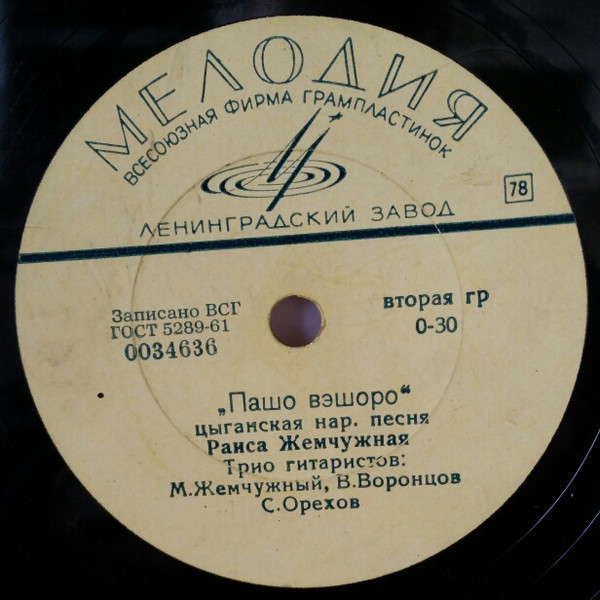 МЕЛОДИЯ
ВСЕСОЮЗНАЯ ФИРМА ГРАМПЛАСТИНОК
78
ЛЕНИНГРАДСКИЙ ЗАВОД
Записано ВСГ
ГОСТ 5289-61
0034636
вторая гр
0-30
„Пашо вэшоро“
цыганская нар. песня
Раиса Жемчужная
Трио гитаристов:
М.Жемчужный, В.Воронцов
С.Орехов